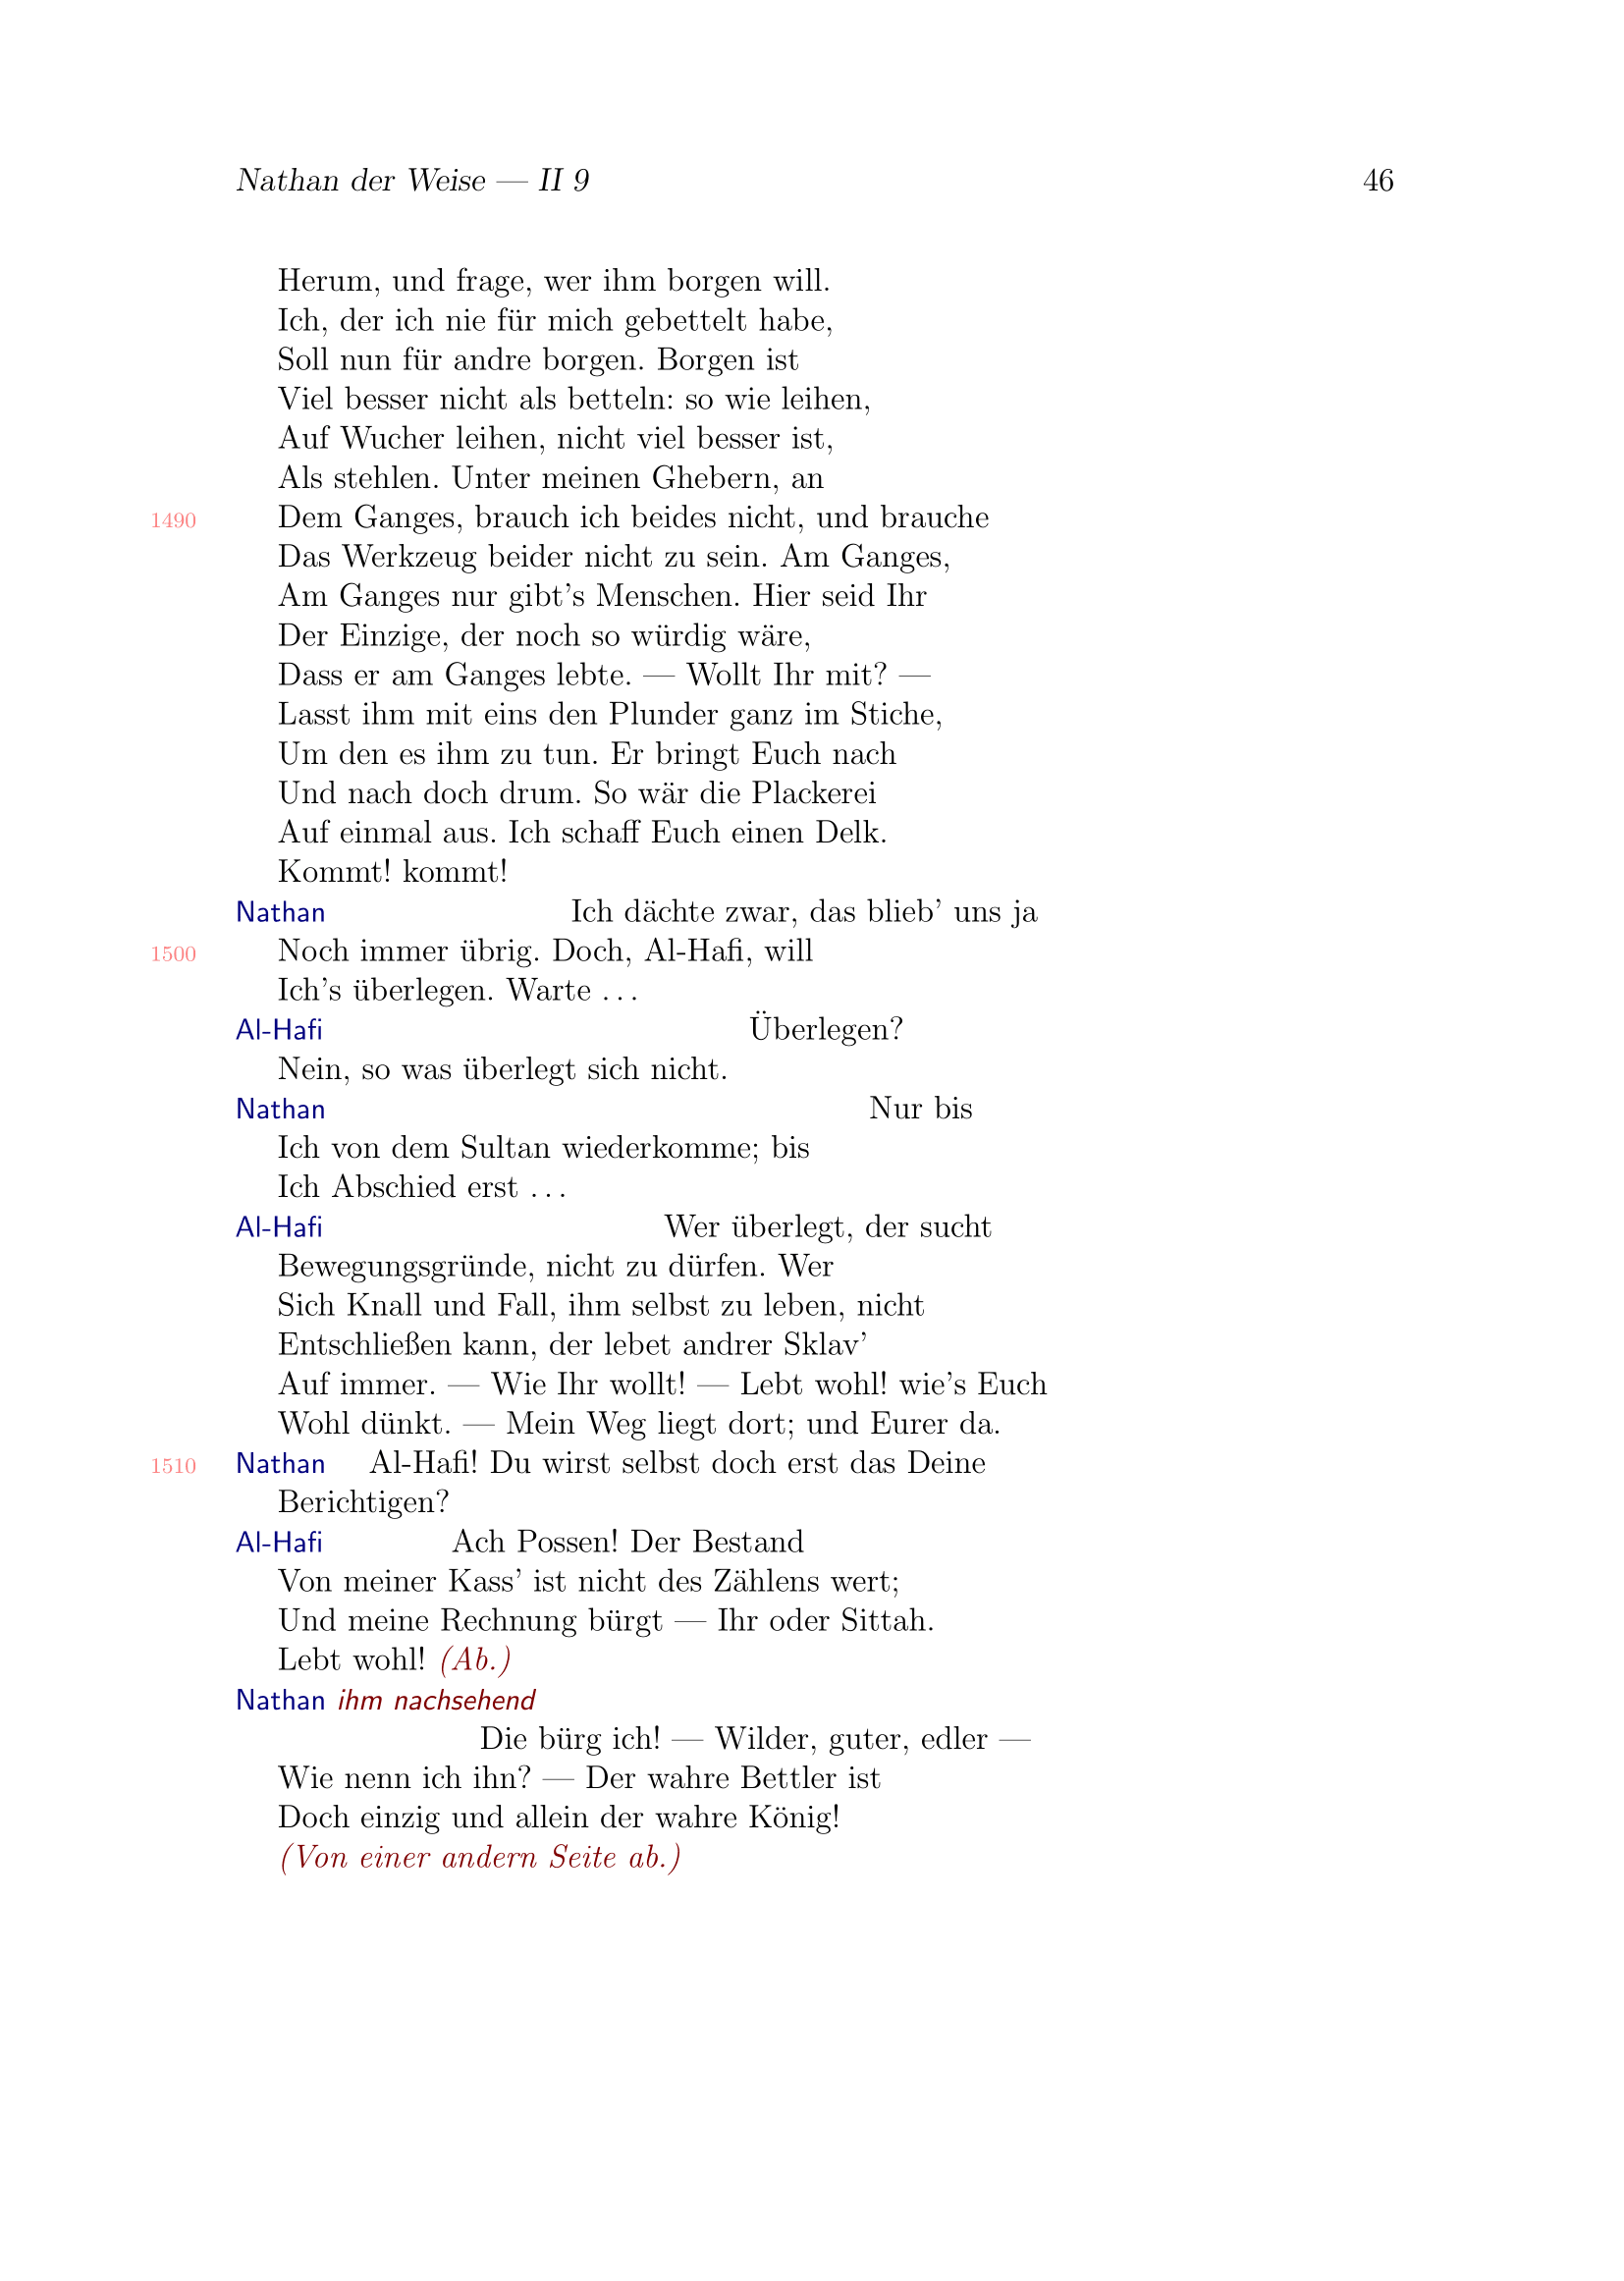 Nathan der Weise — II 9 46
Herum, und frage, wer ihm borgen will.
Ich, der ich nie für mich gebettelt habe,
Soll nun für andre borgen. Borgen ist
Viel besser nicht als betteln: so wie leihen,
Auf Wucher leihen, nicht viel besser ist,
Als stehlen. Unter meinen Ghebern, an
1490 Dem Ganges, brauch ich beides nicht, und brauche
Das Werkzeug beider nicht zu sein. Am Ganges,
Am Ganges nur gibt’s Menschen. Hier seid Ihr
Der Einzige, der noch so würdig wäre,
Dass er am Ganges lebte. — Wollt Ihr mit? —
Lasst ihm mit eins den Plunder ganz im Stiche,
Um den es ihm zu tun. Er bringt Euch nach
Und nach doch drum. So wär die Plackerei
Auf einmal aus. Ich schaff Euch einen Delk.
Kommt! kommt!
Nathan Ich dächte zwar, das blieb’ uns ja
1500 Noch immer übrig. Doch, Al-Hafi, will
Ich’s überlegen. Warte . . .
Al-Hafi Überlegen?
Nein, so was überlegt sich nicht.
Nathan Nur bis
Ich von dem Sultan wiederkomme; bis
Ich Abschied erst . . .
Al-Hafi Wer überlegt, der sucht
Bewegungsgründe, nicht zu dürfen. Wer
Sich Knall und Fall, ihm selbst zu leben, nicht
Entschließen kann, der lebet andrer Sklav’
Auf immer. — Wie Ihr wollt! — Lebt wohl! wie’s Euch
Wohl dünkt. — Mein Weg liegt dort; und Eurer da.
1510 Nathan Al-Hafi! Du wirst selbst doch erst das Deine
Berichtigen?
Al-Hafi Ach Possen! Der Bestand
Von meiner Kass’ ist nicht des Zählens wert;
Und meine Rechnung bürgt — Ihr oder Sittah.
Lebt wohl! (Ab.)
Nathan ihm nachsehend
Die bürg ich! — Wilder, guter, edler —
Wie nenn ich ihn? — Der wahre Bettler ist
Doch einzig und allein der wahre König!
(Von einer andern Seite ab.)